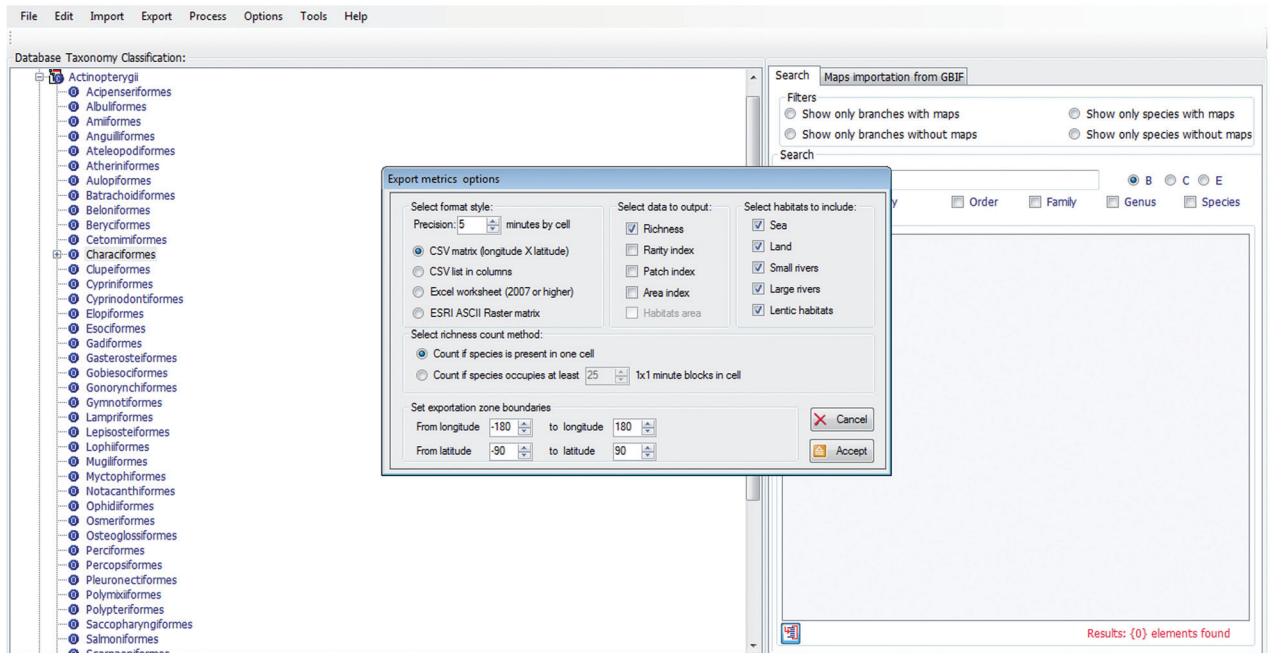 File Edit Import Export Process Options Tools Help
Database Taxonomy Classification:
Actinopterygii
Acipenseriformes
Albuliformes
Amiiformes
Anguilliformes
Ateleopodiformes
Atheriniformes
Aulopiformes
Batrachoidiformes
Beloniformes
Beryciformes
Cetomimiformes
Characiformes
Clupeiformes
Cypriniformes
Cyprinodontiformes
Elopiformes
Esociformes
Gadiformes
Gasterosteiformes
Gobiesociformes
Gonorynchiformes
Gymnotiformes
Lampriformes
Lepisosteiformes
Lophiiformes
Mugiliformes
Myctophiformes
Notacanthiformes
Ophidiiformes
Osmeriformes
Osteoglossiformes
Perciformes
Percopsiformes
Pleuronectiformes
Polymixiiformes
Polypteriformes
Saccopharyngiformes
Salmoniformes
Export metrics options
Select format style:
Precision: 5 minutes by cell
CSV matrix (longitude X latitude)
CSV list in columns
Excel worksheet (2007 or higher)
ESRI ASCII Raster matrix
Select data to output:
Richness
Rarity index
Patch index
Area index
Habitats area
Select habitats to include:
Sea
Land
Small rivers
Large rivers
Lentic habitats
Select richness count method:
Count if species is present in one cell
Count if species occupies at least 25 1x1 minute blocks in cell
Set exportation zone boundaries
From longitude -180 to longitude 180
From latitude -90 to latitude 90
Cancel
Accept
Search Maps importation from GBIF
Filters
Show only branches with maps Show only species with maps
Show only branches without maps Show only species without maps
Search
B C E
Order Family Genus Species
Results: {0} elements found